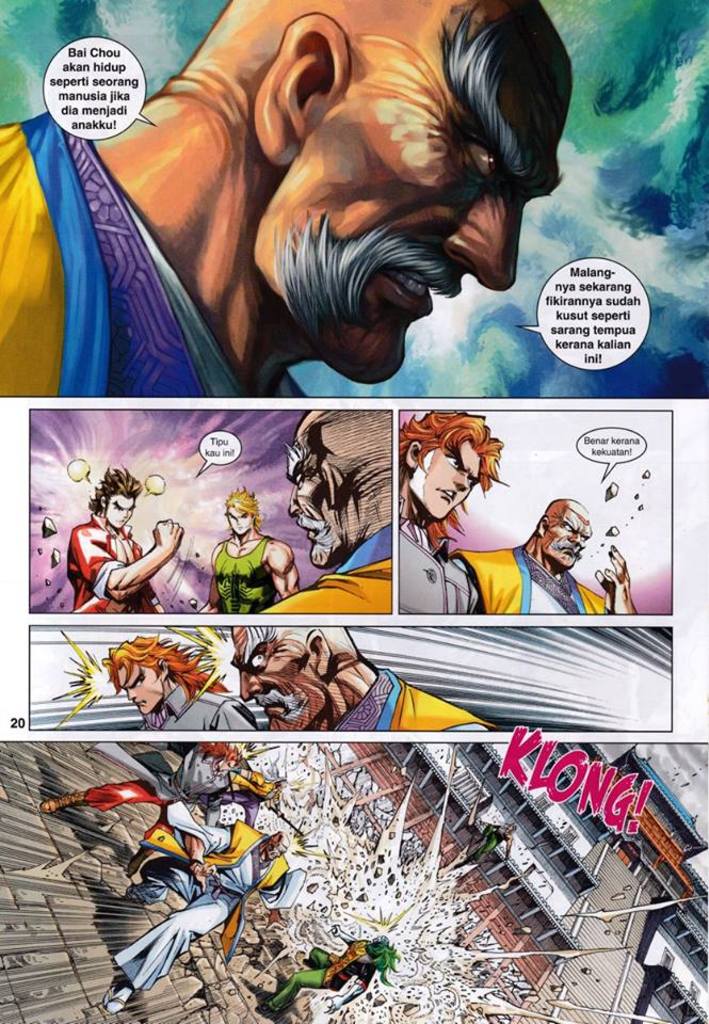 Bai Chou
akan hidup
seperti seorang
manusia jika
dia menjadi
anakku!
Malang-
nya sekarang
fikirannya sudah
kusut seperti
sarang tempua
kerana kalian
ini!
Tipu
kau ini!
Benar kerana
kekuatan!
20
KLONG!